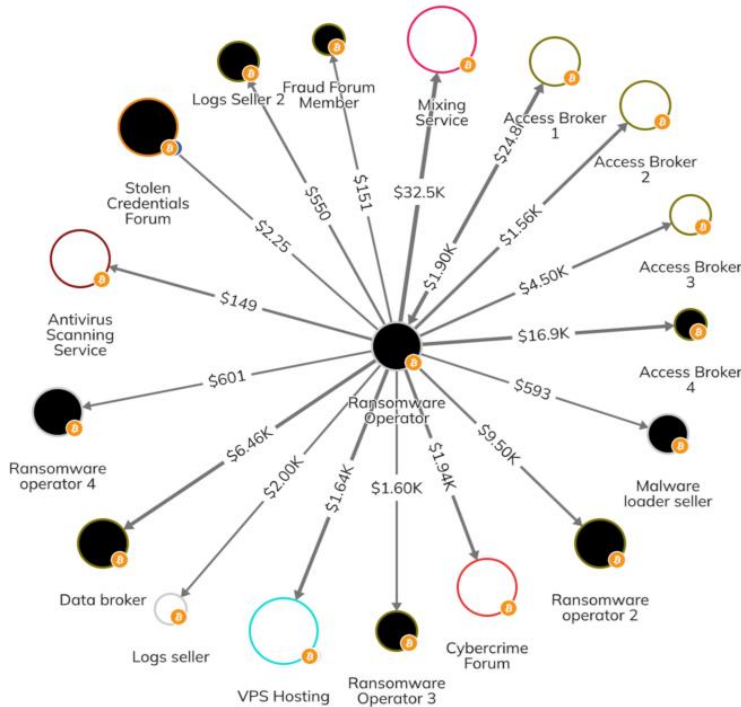 Logs Seller 2
Fraud Forum
Member
Mixing
Service
Access Broker
1
Access Broker
2
Stolen
Credentials
Forum
Access Broker
3
Antivirus
Scanning
Service
Access Broker
4
Ransomware
Operator
Ransomware
operator 4
Malware
loader seller
Data broker
Ransomware
operator 2
Logs seller
VPS Hosting
Ransomware
Operator 3
Cybercrime
Forum
$550
$151
$32.5K
$24.8K
$1.90K
$1.56K
$2.25
$4.50K
$149
$16.9K
$601
$593
$6.46K
$2.00K
$1.64K
$1.60K
$1.94K
$9.50K